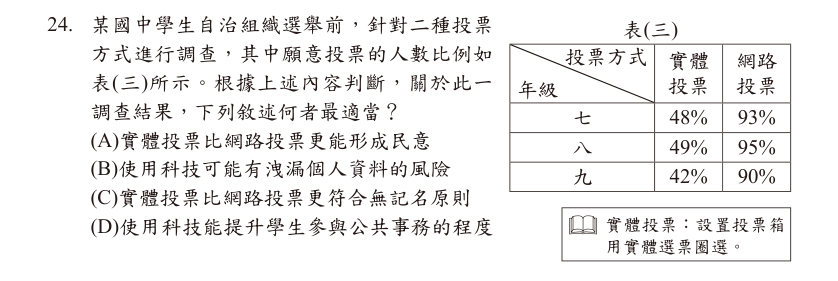 24. 某國中學生自治組織選舉前，針對二種投票
方式進行調查，其中願意投票的人數比例如
表(三)所示。根據上述內容判斷，關於此一
調查結果，下列敘述何者最適當？
(A)實體投票比網路投票更能形成民意
(B)使用科技可能有洩漏個人資料的風險
(C)實體投票比網路投票更符合無記名原則
(D)使用科技能提升學生參與公共事務的程度
表(三)
投票方式 實體投票 網路投票
年級
七 48% 93%
八 49% 95%
九 42% 90%
實體投票：設置投票箱
用實體選票圈選。